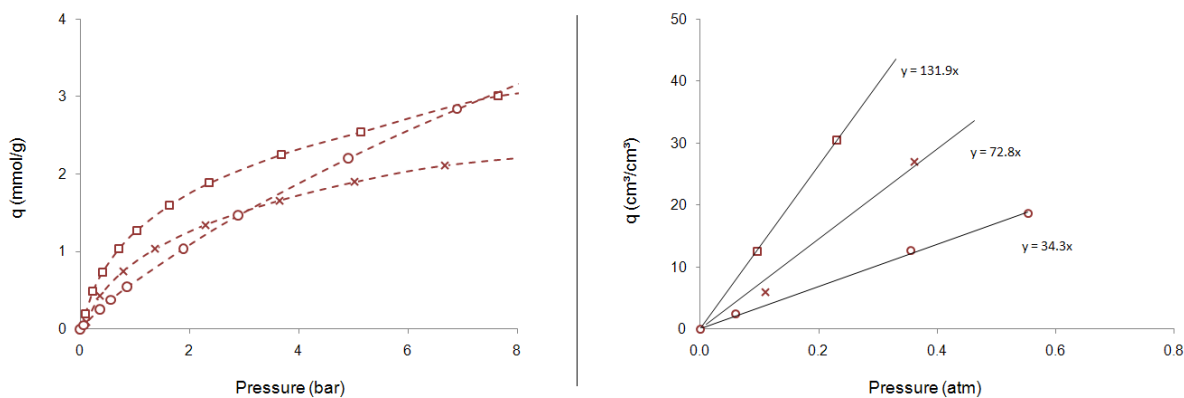 4
3
2
1
0
q (mmol/g)
0 2 4 6 8
Pressure (bar)
50
40
30
20
10
0
q (cm³/cm³)
y = 131.9x
y = 72.8x
y = 34.3x
0.0 0.2 0.4 0.6 0.8
Pressure (atm)